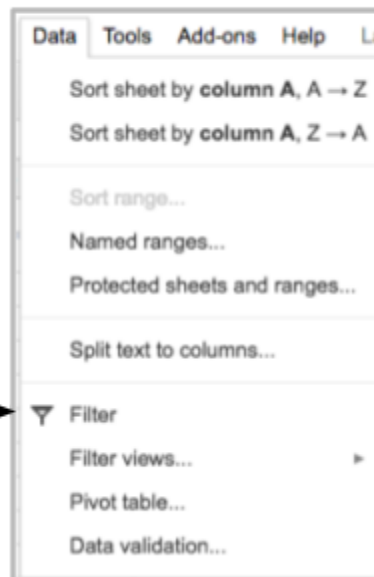 Data Tools Add-ons Help
Sort sheet by column A, A → Z
Sort sheet by column A, Z → A
Sort range...
Named ranges...
Protected sheets and ranges...
Split text to columns...
Filter
Filter views...
Pivot table...
Data validation...